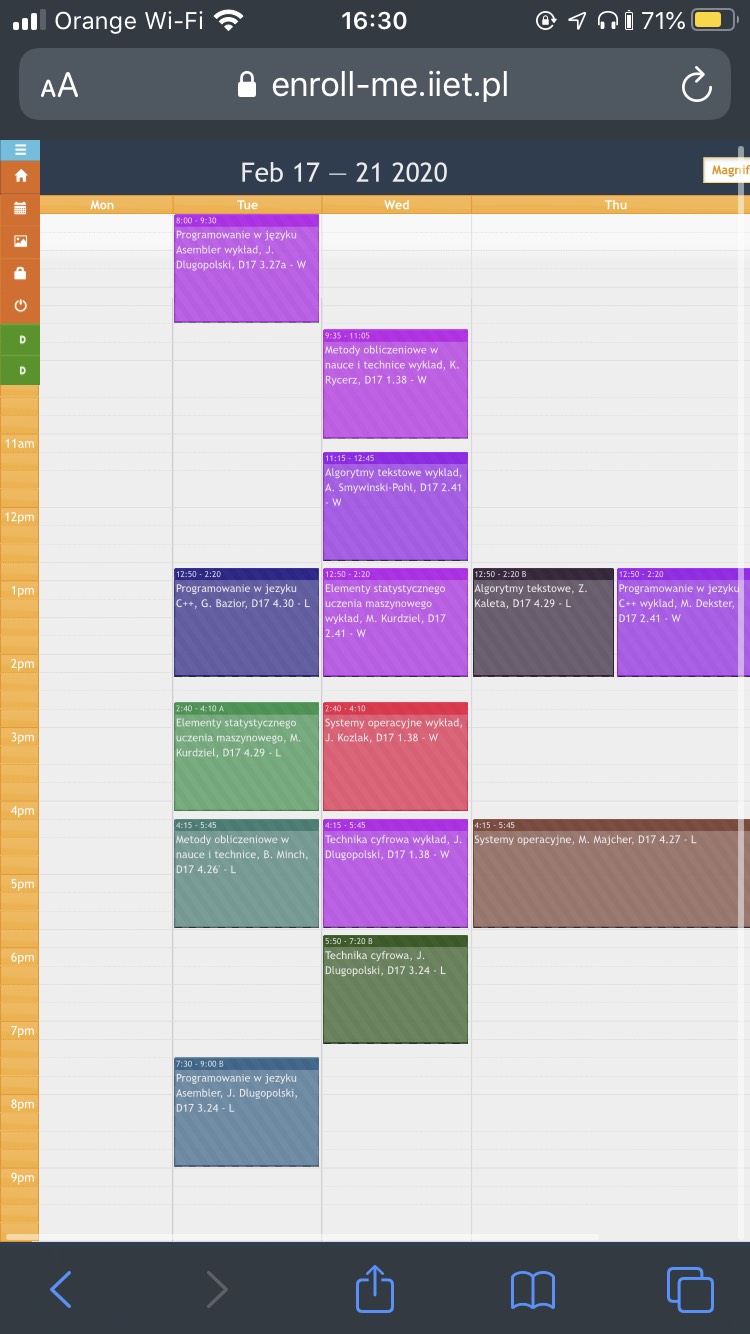 Orange Wi-Fi 16:30 71%
AA enroll-me.iiet.pl
Feb 17 — 21 2020
Magnif
Mon Tue Wed Thu
D
D
11am
12pm
1pm
2pm
3pm
4pm
5pm
6pm
7pm
8pm
9pm
8:00 - 9:30
Programowanie w języku
Asembler wykład, J.
Dlugopolski, D17 3.27a - W
12:50 - 2:20
Programowanie w jezyku
C++, G. Bazior, D17 4.30 - L
2:40 - 4:10 A
Elementy statystycznego
uczenia maszynowego, M.
Kurdziel, D17 4.29 - L
4:15 - 5:45
Metody obliczeniowe w
nauce i technice, B. Minch,
D17 4.26' - L
7:30 - 9:00 B
Programowanie w jezyku
Asembler, J. Dlugopolski,
D17 3.24 - L
9:35 - 11:05
Metody obliczeniowe w
nauce i technice wykład, K.
Rycerz, D17 1.38 - W
11:15 - 12:45
Algorytmy tekstowe wykład,
A. Smywinski-Pohl, D17 2.41
- W
12:50 - 2:20
Elementy statystycznego
uczenia maszynowego
wykład, M. Kurdziel, D17
2.41 - W
2:40 - 4:10
Systemy operacyjne wykład,
J. Kozlak, D17 1.38 - W
4:15 - 5:45
Technika cyfrowa wykład, J.
Dlugopolski, D17 1.38 - W
5:50 - 7:20 B
Technika cyfrowa, J.
Dlugopolski, D17 3.24 - L
12:50 - 2:20 B
Algorytmy tekstowe, Z.
Kaleta, D17 4.29 - L
12:50 - 2:20
Programowanie w języku
C++ wykład, M. Dekster,
D17 2.41 - W
4:15 - 5:45
Systemy operacyjne, M. Majcher, D17 4.27 - L